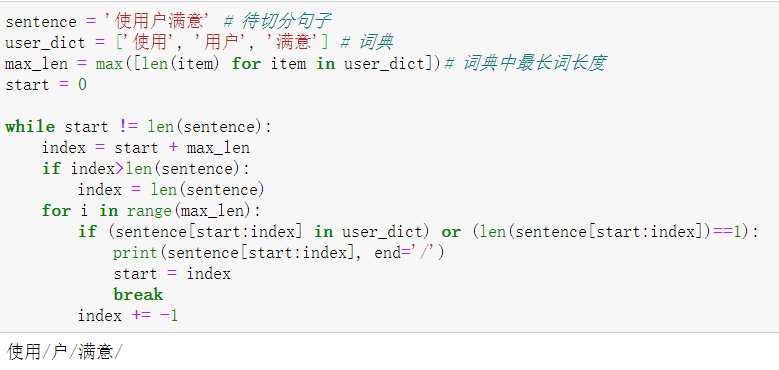 sentence = '使用户满意' # 待切分句子
user_dict = ['使用', '用户', '满意'] # 词典
max_len = max([len(item) for item in user_dict])# 词典中最长词长度
start = 0
while start != len(sentence):
    index = start + max_len
    if index>len(sentence):
        index = len(sentence)
    for i in range(max_len):
        if (sentence[start:index] in user_dict) or (len(sentence[start:index])==1):
            print(sentence[start:index], end='/')
            start = index
            break
        index += -1
使用/户/满意/